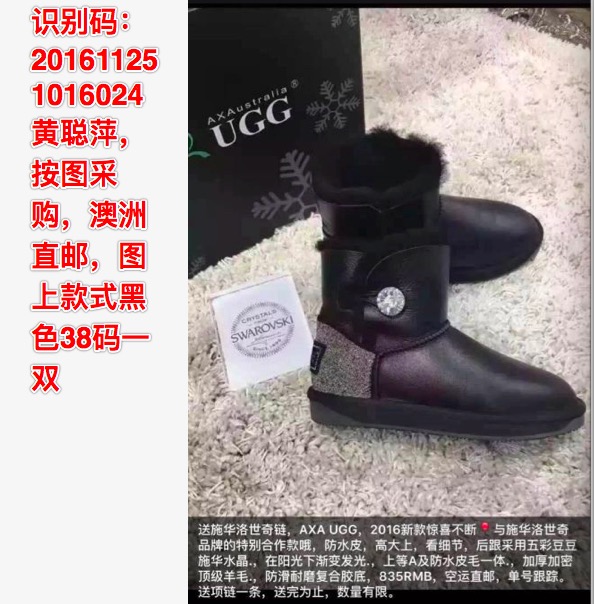 识别码：
20161125
1016024
黄聪萍，
按图采
购，澳洲
直邮，图
上款式黑
色38码一
双
AXAustralia®
UGG
CRYSTALS
FROM
SWAROVSKI
送施华洛世奇链，AXA UGG，2016新款惊喜不断🌹与施华洛世奇
品牌的特别合作款哦，防水皮，高大上，看细节，后跟采用五彩豆豆
施华水晶.，在阳光下渐变发光.，上等A及防水皮毛一体.，加厚加密
顶级羊毛.，防滑耐磨复合胶底，835RMB，空运直邮，单号跟踪。
送项链一条，送完为止，数量有限。